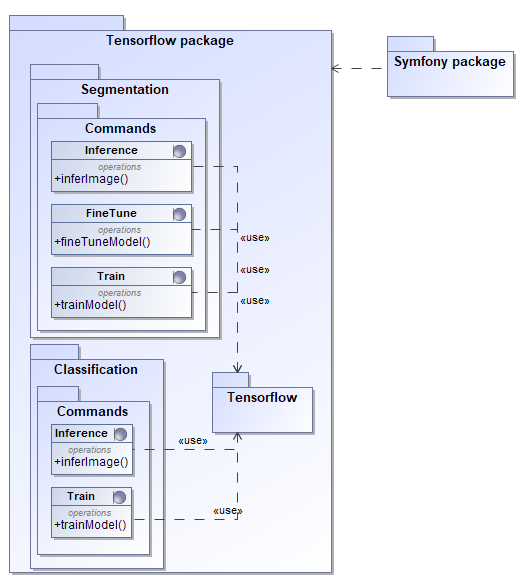 Tensorflow package
Symfony package
Segmentation
Commands
Inference
operations
+inferImage()
FineTune
operations
+fineTuneModel()
«use»
Train
operations
+trainModel()
«use»
«use»
Classification
Commands
Tensorflow
Inference
operations
+inferImage()
«use»
Train
operations
+trainModel()
«use»